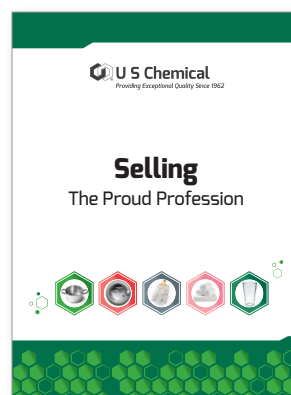 U S Chemical
Providing Exceptional Quality Since 1962
Selling
The Proud Profession